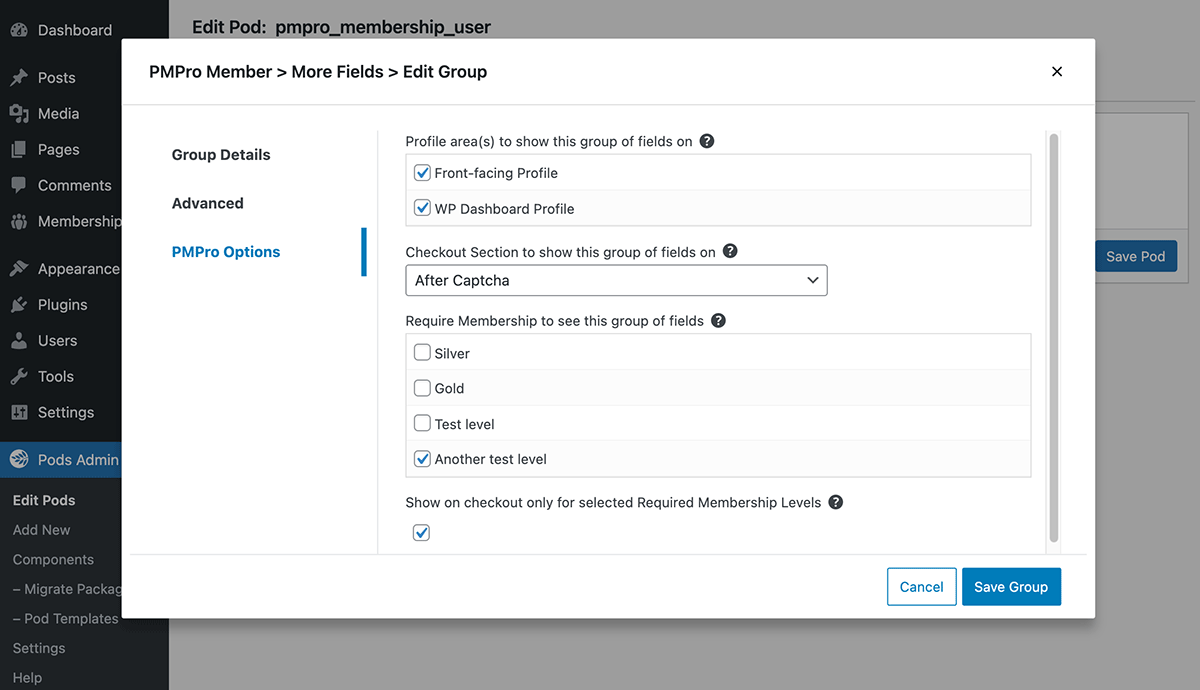 Dashboard
Posts
Media
Pages
Comments
Membership
Appearance
Plugins
Users
Tools
Settings
Pods Admin
Edit Pods
Add New
Components
– Migrate Packag
– Pod Templates
Settings
Help
Edit Pod: pmpro_membership_user
Save Pod
PMPro Member > More Fields > Edit Group
Group Details
Advanced
PMPro Options
Profile area(s) to show this group of fields on ?
Front-facing Profile
WP Dashboard Profile
Checkout Section to show this group of fields on ?
After Captcha
Require Membership to see this group of fields ?
Silver
Gold
Test level
Another test level
Show on checkout only for selected Required Membership Levels ?
Cancel
Save Group